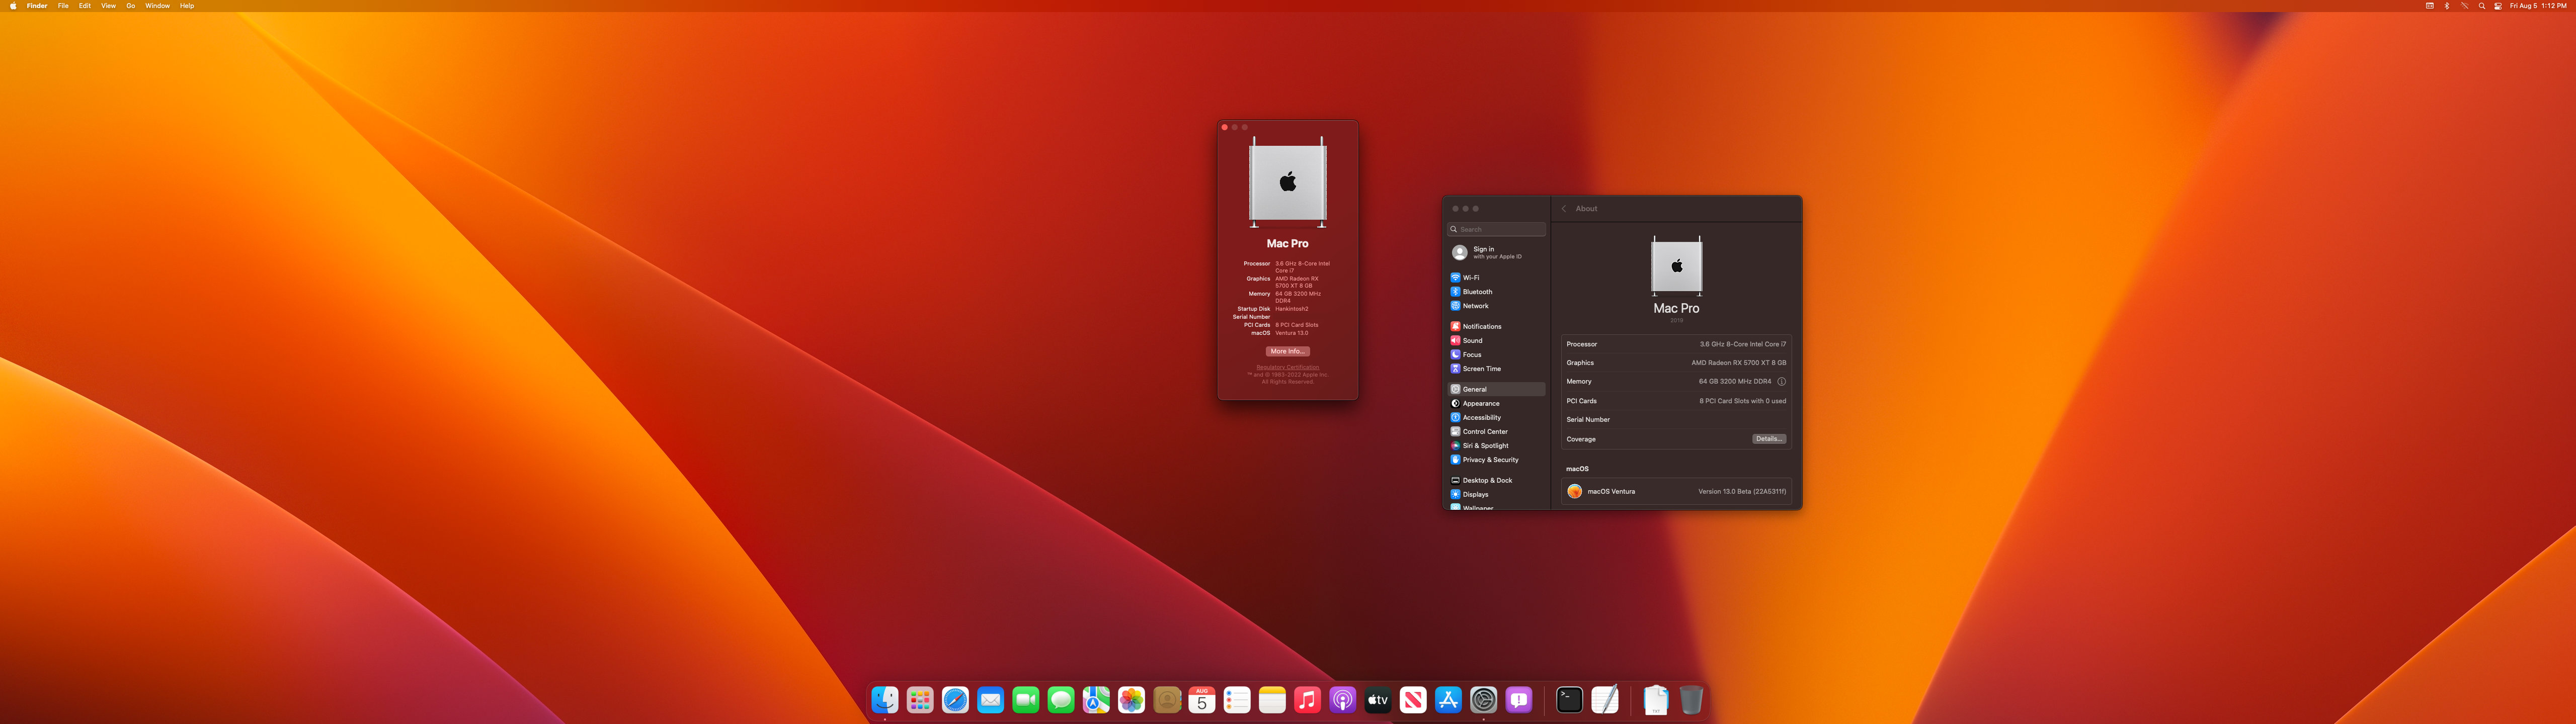 Finder File Edit View Go Window Help
Fri Aug 5 1:12 PM
Mac Pro
Processor 3.6 GHz 8-Core Intel
Core i7
Graphics AMD Radeon RX
5700 XT 8 GB
Memory 64 GB 3200 MHz
DDR4
Startup Disk Hankintosh2
Serial Number
PCI Cards 8 PCI Card Slots
macOS Ventura 13.0
More Info...
Regulatory Certification
™ and © 1983-2022 Apple Inc.
All Rights Reserved.
Search
Sign in
with your Apple ID
Wi-Fi
Bluetooth
Network
Notifications
Sound
Focus
Screen Time
General
Appearance
Accessibility
Control Center
Siri & Spotlight
Privacy & Security
Desktop & Dock
Displays
Wallpaper
About
Mac Pro
2019
Processor 3.6 GHz 8-Core Intel Core i7
Graphics AMD Radeon RX 5700 XT 8 GB
Memory 64 GB 3200 MHz DDR4
PCI Cards 8 PCI Card Slots with 0 used
Serial Number
Coverage Details...
macOS
macOS Ventura Version 13.0 Beta (22A5311f)
AUG
5
tv
>_
TXT